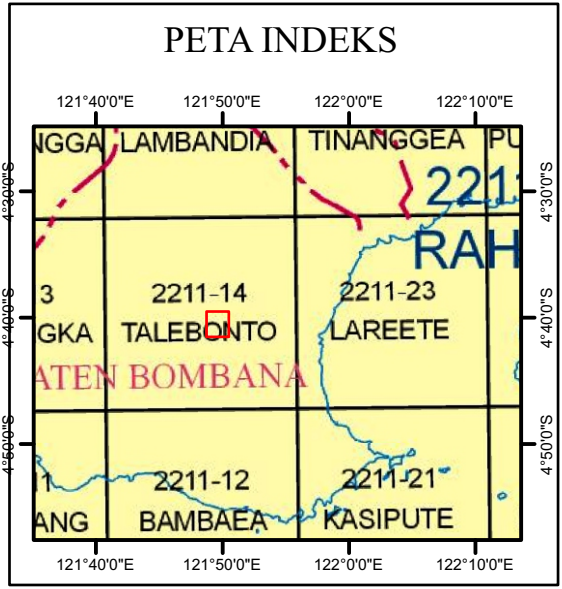 PETA INDEKS
121°40'0"E 121°50'0"E 122°0'0"E 122°10'0"E
NGGA LAMBANDIA TINANGGEA PU
4°30'0"S 221 4°30'0"S
RAH
3 2211-14 2211-23
4°40'0"S GKA TALEBONTO LAREETE 4°40'0"S
ATEN BOMBANA
4°50'0"S 4°50'0"S
11 2211-12 2211-21
ANG BAMBAEA KASIPUTE
121°40'0"E 121°50'0"E 122°0'0"E 122°10'0"E